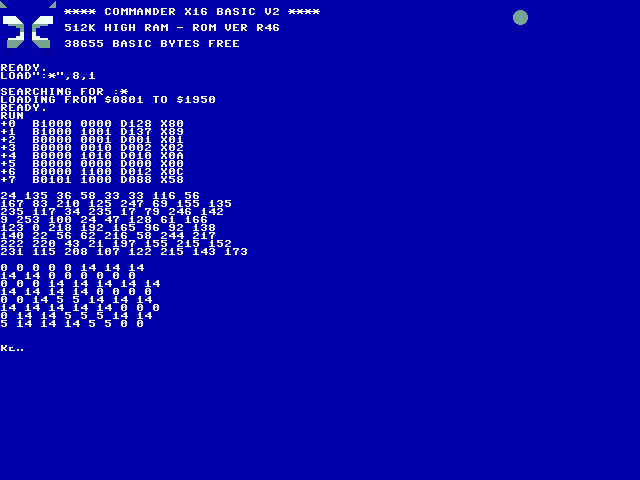 **** COMMANDER X16 BASIC V2 ****
512K HIGH RAM - ROM VER R46
38655 BASIC BYTES FREE
READY.
LOAD":*",8,1
SEARCHING FOR :*
LOADING FROM $0801 TO $1950
READY.
RUN
+0 B1000 0000 D128 X80
+1 B1000 1001 D137 X89
+2 B0000 0001 D001 X01
+3 B0000 0010 D002 X02
+4 B0000 1010 D010 X0A
+5 B0000 0000 D000 X00
+6 B0000 1100 D012 X0C
+7 B0101 1000 D088 X58
24 135 36 58 33 33 116 56
167 83 210 125 247 69 155 135
235 117 34 235 17 79 246 142
9 253 100 24 47 128 61 166
123 0 218 192 165 96 92 138
140 22 56 62 216 58 244 217
222 220 43 21 197 155 215 152
231 115 208 107 122 215 143 173
0 0 0 0 0 14 14 14
14 14 0 0 0 0 0 0
0 0 0 14 14 14 14 14
14 14 14 14 0 0 0 0
0 0 14 5 5 14 14 14
14 14 14 14 14 0 0 0
0 14 14 5 5 5 14 14
5 14 14 14 5 5 0 0